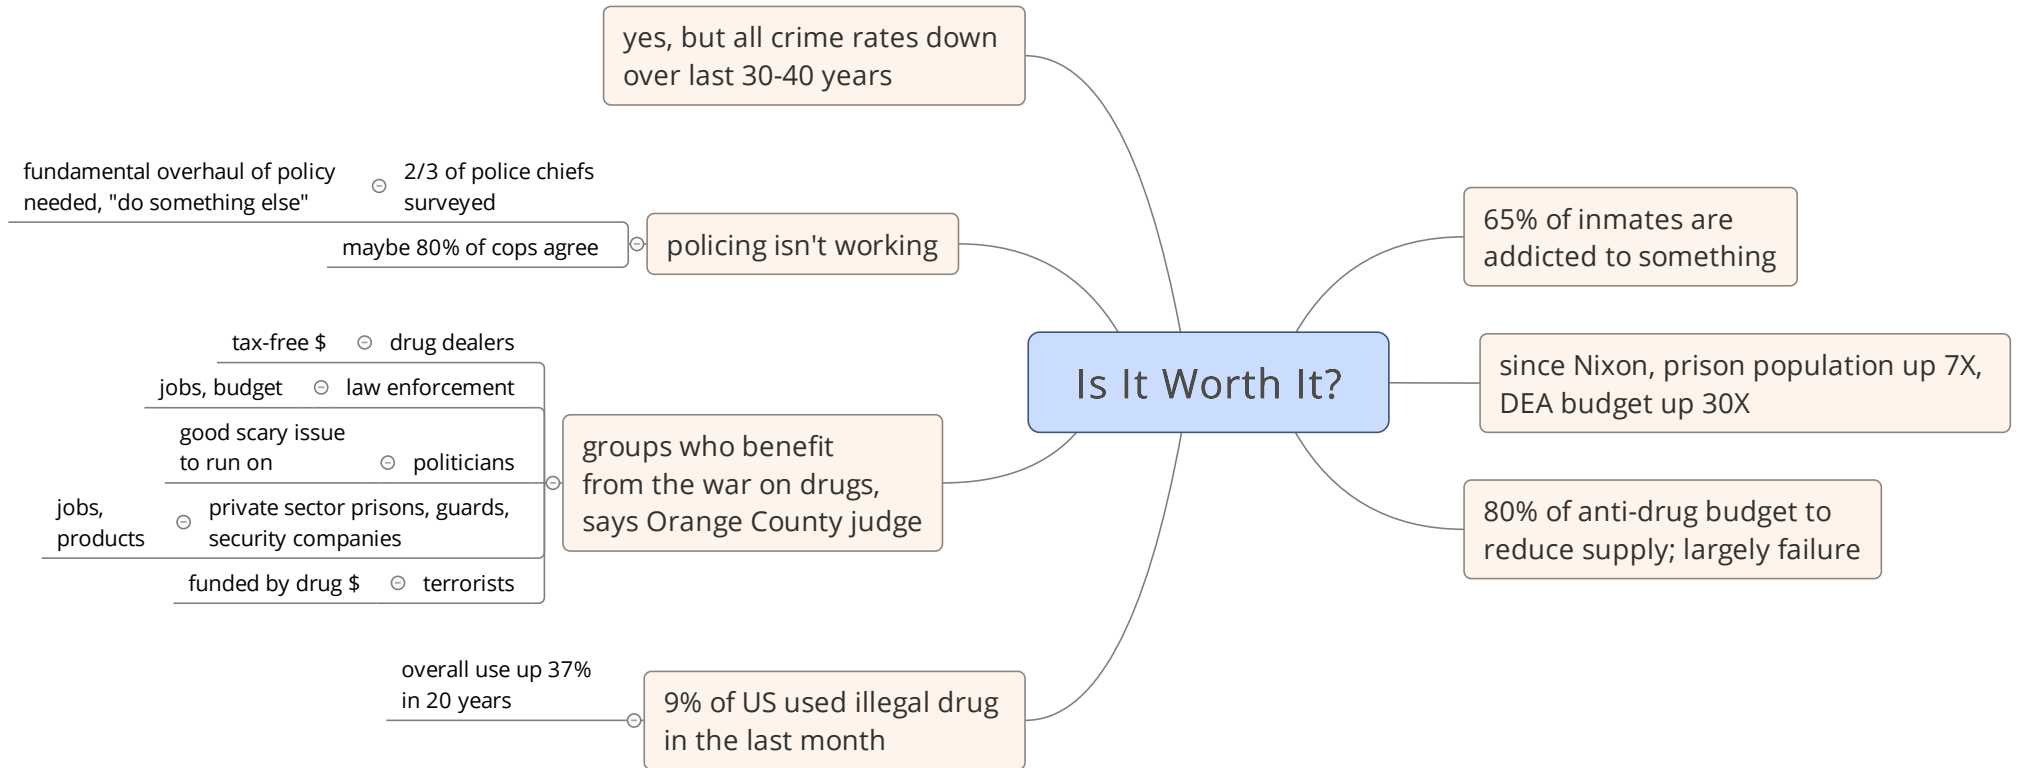 yes, but all crime rates down
over last 30-40 years
fundamental overhaul of policy
needed, "do something else"
2/3 of police chiefs
surveyed
maybe 80% of cops agree
policing isn't working
tax-free $
drug dealers
jobs, budget
law enforcement
good scary issue
to run on
politicians
jobs,
products
private sector prisons, guards,
security companies
funded by drug $
terrorists
groups who benefit
from the war on drugs,
says Orange County judge
overall use up 37%
in 20 years
9% of US used illegal drug
in the last month
Is It Worth It?
65% of inmates are
addicted to something
since Nixon, prison population up 7X,
DEA budget up 30X
80% of anti-drug budget to
reduce supply; largely failure